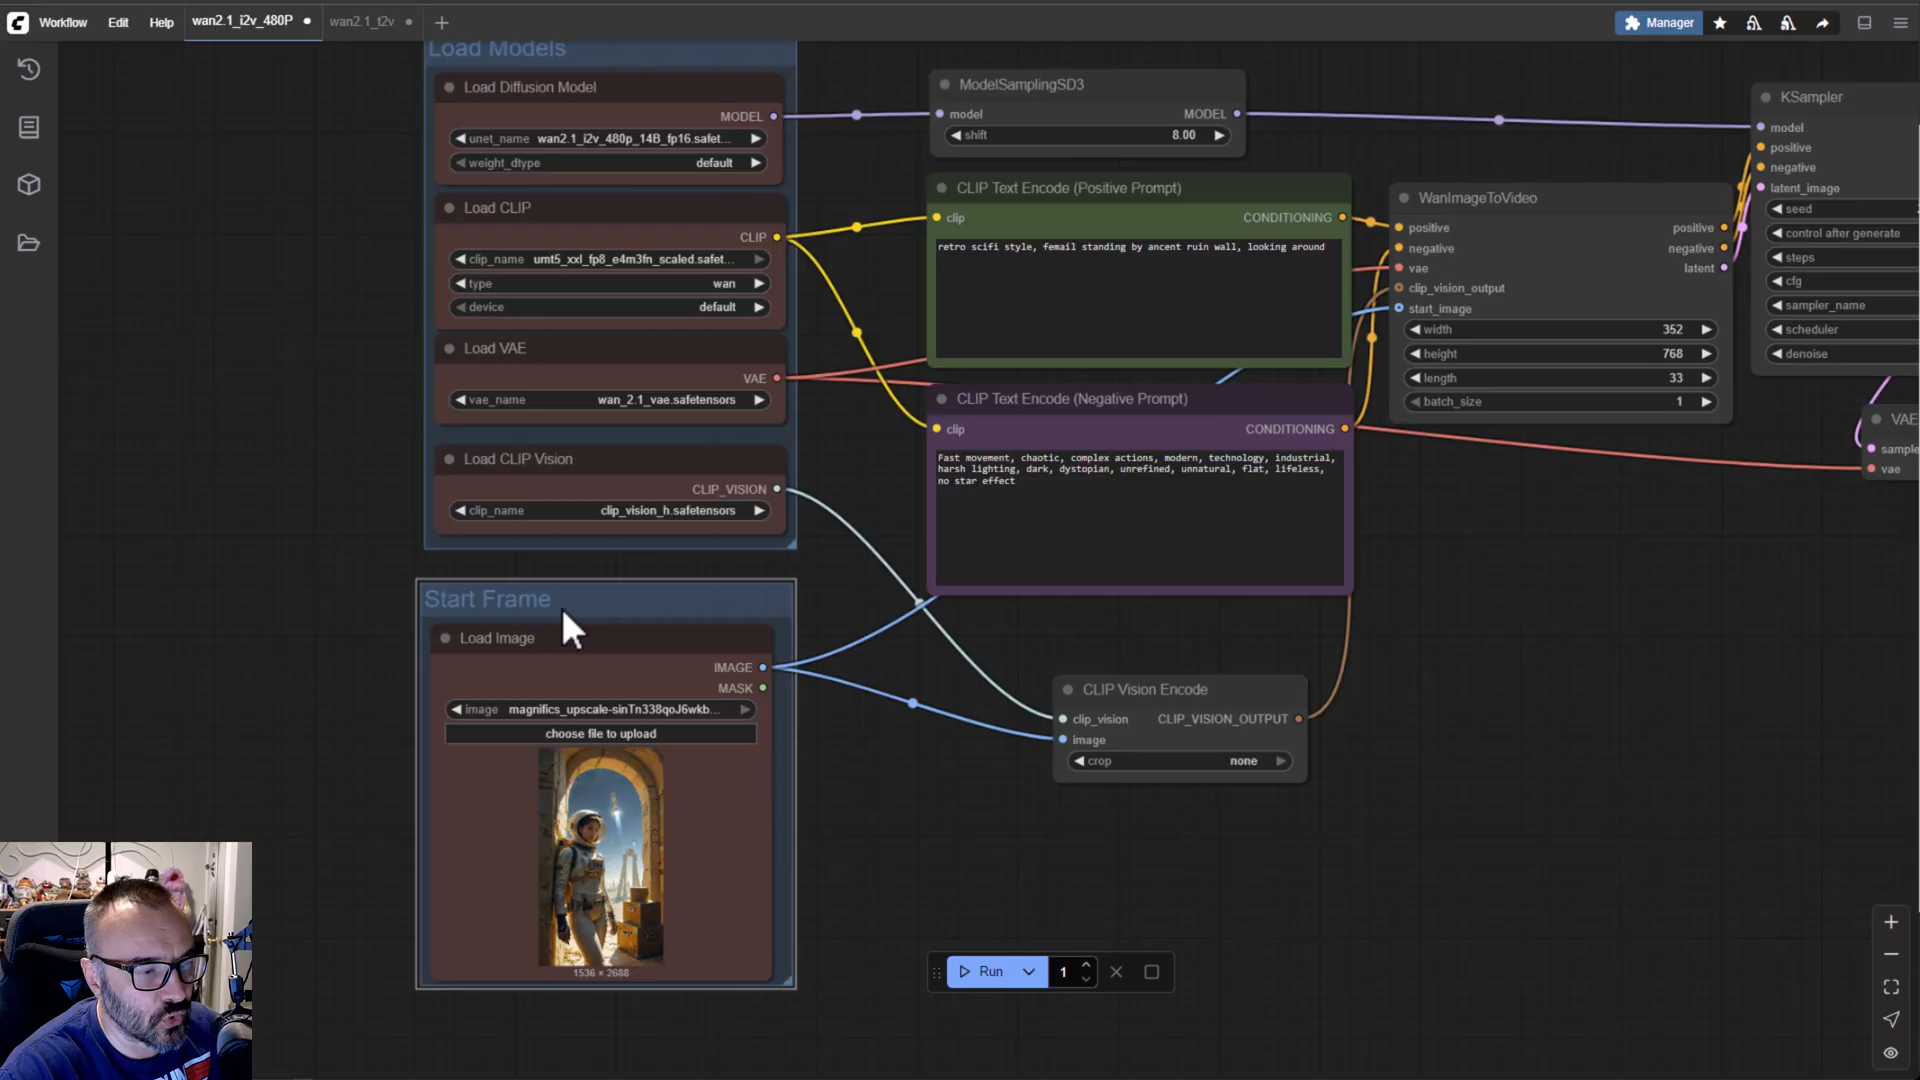 Workflow Edit Help wan2.1_i2v_480P wan2.1_t2v Manager
Load Models
Load Diffusion Model
MODEL
unet_name wan2.1_i2v_480p_14B_fp16.safet...
weight_dtype default
Load CLIP
CLIP
clip_name umt5_xxl_fp8_e4m3fn_scaled.safet...
type wan
device default
Load VAE
VAE
vae_name wan_2.1_vae.safetensors
Load CLIP Vision
CLIP_VISION
clip_name clip_vision_h.safetensors
Start Frame
Load Image
IMAGE
MASK
image magnifics_upscale-sinTn338qoJ6wkb...
choose file to upload
1536 × 2688
ModelSamplingSD3
model MODEL
shift 8.00
CLIP Text Encode (Positive Prompt)
clip CONDITIONING
retro scifi style, femail standing by ancent ruin wall, looking around
CLIP Text Encode (Negative Prompt)
clip CONDITIONING
Fast movement, chaotic, complex actions, modern, technology, industrial,
harsh lighting, dark, dystopian, unrefined, unnatural, flat, lifeless,
no star effect
CLIP Vision Encode
clip_vision CLIP_VISION_OUTPUT
image
crop none
Run 1
WanImageToVideo
positive positive
negative negative
vae latent
clip_vision_output
start_image
width 352
height 768
length 33
batch_size 1
KSampler
model
positive
negative
latent_image
seed
control after generate
steps
cfg
sampler_name
scheduler
denoise
VAE
sample
vae